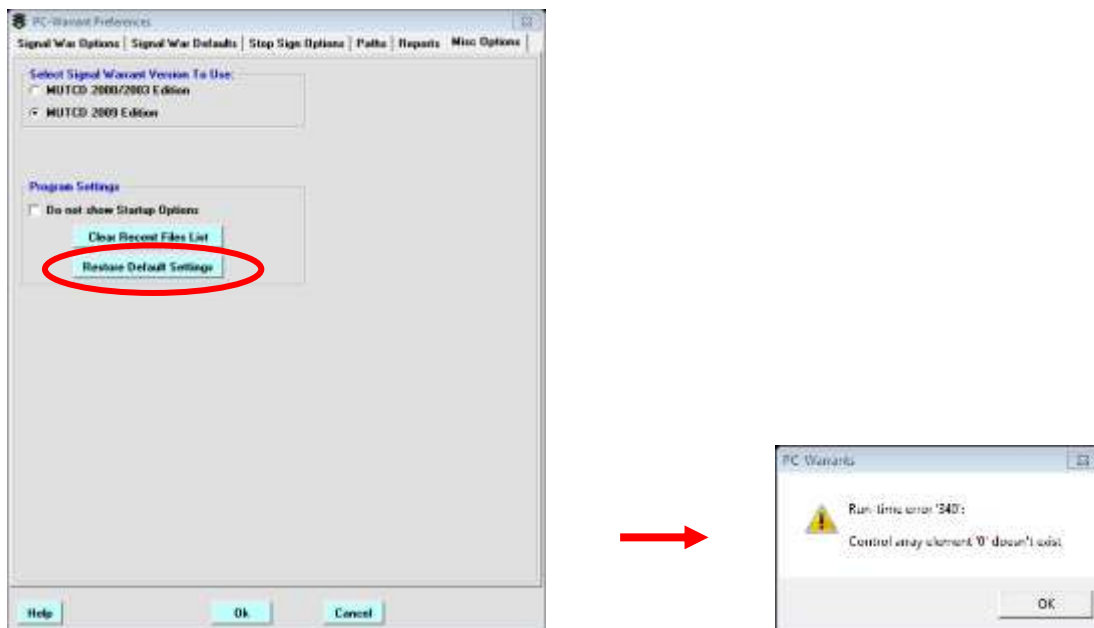 PC-Warrant Preferences
Signal War Options | Signal War Defaults | Stop Sign Options | Paths | Reports | Misc Options
Select Signal Warrant Version To Use:
MUTCD 2000/2003 Edition
MUTCD 2009 Edition
Program Settings
Do not show Startup Options
Clear Recent Files List
Restore Default Settings
Help
Ok
Cancel
PC Warrants
Run-time error '340':
Control array element '0' doesn't exist
OK